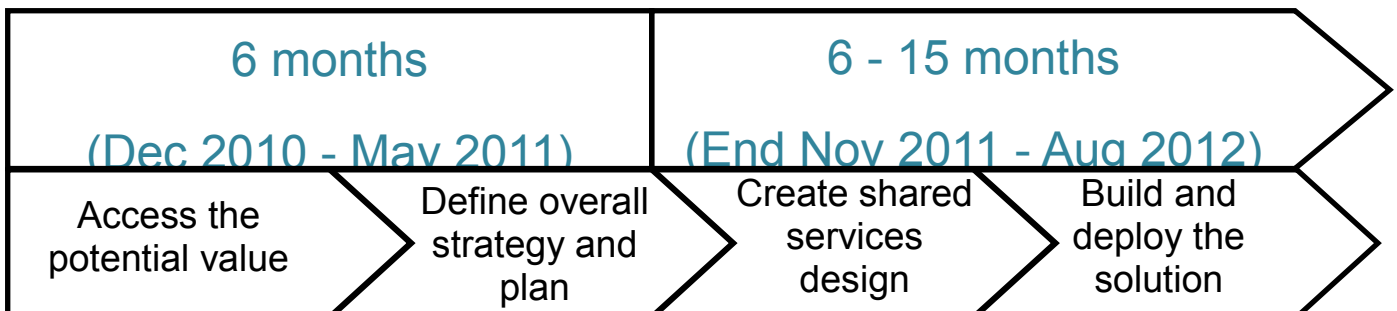 6 months
(Dec 2010 - May 2011)
6 - 15 months
(End Nov 2011 - Aug 2012)
Access the
potential value
Define overall
strategy and
plan
Create shared
services
design
Build and
deploy the
solution